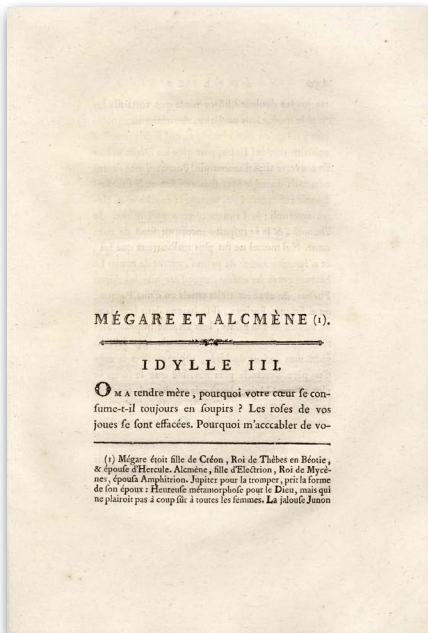 MÉGARE ET ALCMÈNE (1).
IDYLLE III.
O MA tendre mère, pourquoi votre cœur se con-
sume-t-il toujours en soupirs ? Les roses de vos
joues se sont effacées. Pourquoi m'acccabler de vo-
(1) Mégare étoit fille de Créon, Roi de Thèbes en Béotie,
& épouse d'Hercule. Alcmène, fille d'Electrion, Roi de Mycè-
nes, épousa Amphitrion. Jupiter pour la tromper, prit la forme
de son époux : Heureuse métamorphose pour le Dieu, mais qui
ne plairoit pas à coup sûr à toutes les femmes. La jalouse Junon